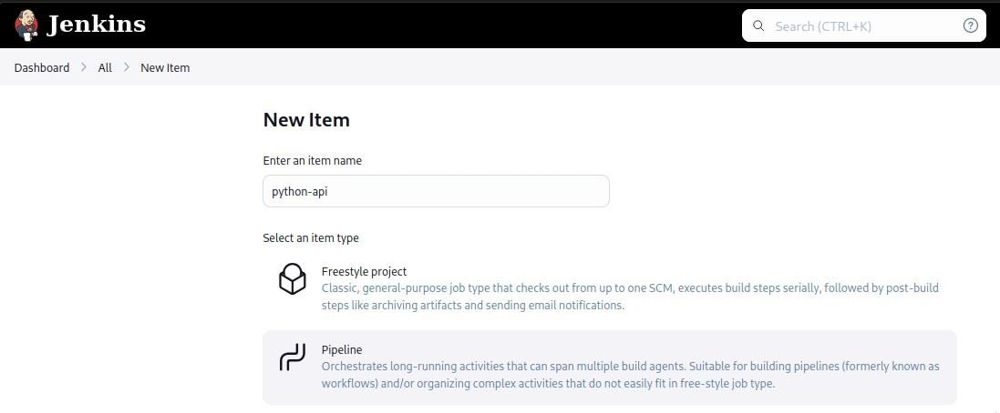 Jenkins
Search (CTRL+K)
?
Dashboard > All > New Item
New Item
Enter an item name
python-api
Select an item type
Freestyle project
Classic, general-purpose job type that checks out from up to one SCM, executes build steps serially, followed by post-build
steps like archiving artifacts and sending email notifications.
Pipeline
Orchestrates long-running activities that can span multiple build agents. Suitable for building pipelines (formerly known as
workflows) and/or organizing complex activities that do not easily fit in free-style job type.